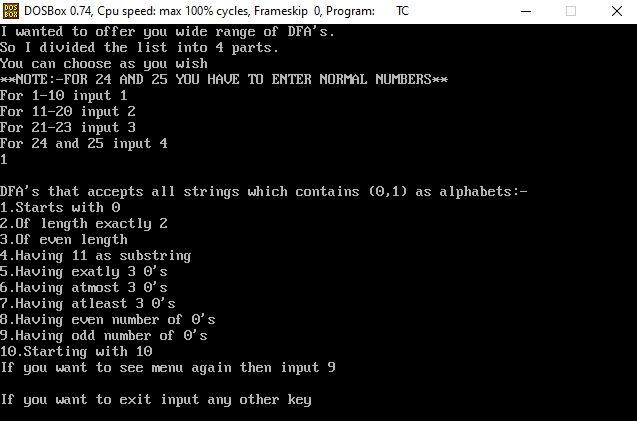 DOSBox 0.74, Cpu speed: max 100% cycles, Frameskip 0, Program: TC
I wanted to offer you wide range of DFA's.
So I divided the list into 4 parts.
You can choose as you wish
**NOTE:-FOR 24 AND 25 YOU HAVE TO ENTER NORMAL NUMBERS**
For 1-10 input 1
For 11-20 input 2
For 21-23 input 3
For 24 and 25 input 4
1
DFA's that accepts all strings which contains (0,1) as alphabets:-
1.Starts with 0
2.Of length exactly 2
3.Of even length
4.Having 11 as substring
5.Having exatly 3 0's
6.Having atmost 3 0's
7.Having atleast 3 0's
8.Having even number of 0's
9.Having odd number of 0's
10.Starting with 10
If you want to see menu again then input 9
If you want to exit input any other key